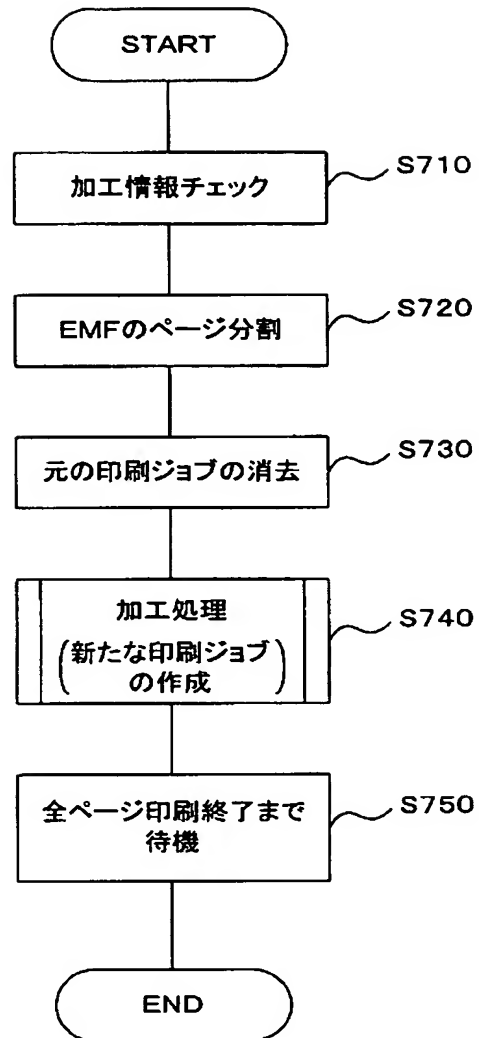 START
加工情報チェック
S710
EMFのページ分割
S720
元の印刷ジョブの消去
S730
加工処理
(新たな印刷ジョブ
の作成)
S740
全ページ印刷終了まで
待機
S750
END